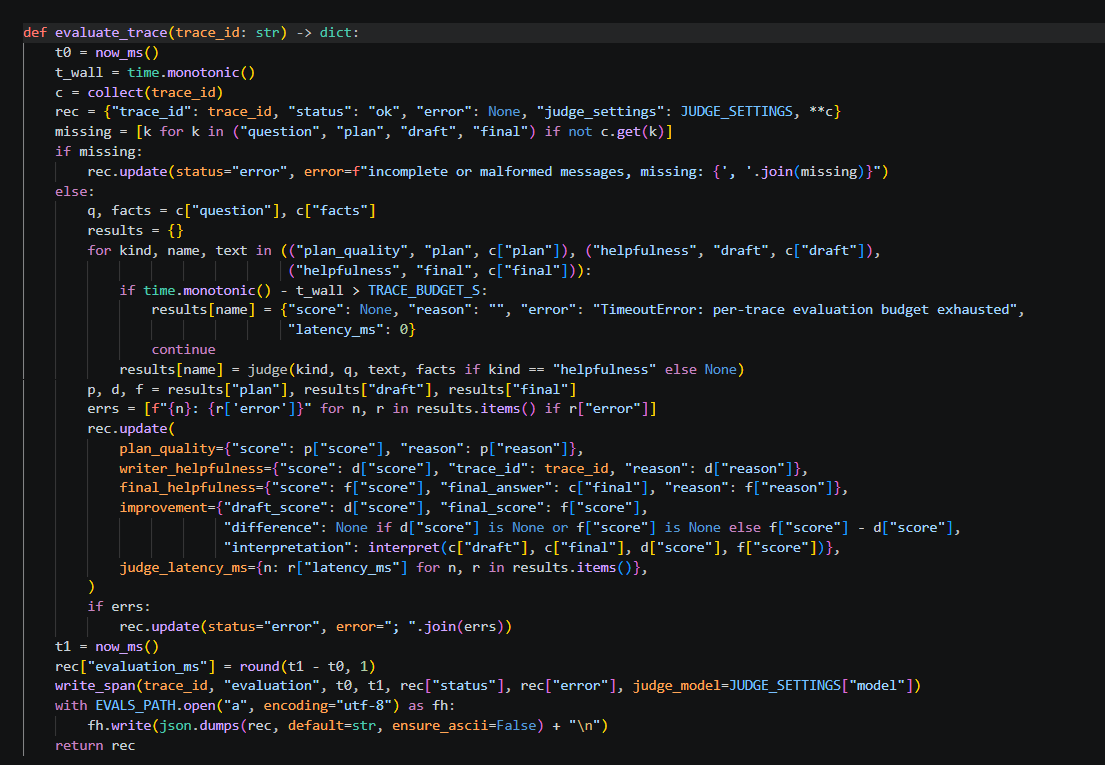 def evaluate_trace(trace_id: str) -> dict:
    t0 = now_ms()
    t_wall = time.monotonic()
    c = collect(trace_id)
    rec = {"trace_id": trace_id, "status": "ok", "error": None, "judge_settings": JUDGE_SETTINGS, **c}
    missing = [k for k in ("question", "plan", "draft", "final") if not c.get(k)]
    if missing:
        rec.update(status="error", error=f"incomplete or malformed messages, missing: {', '.join(missing)}")
    else:
        q, facts = c["question"], c["facts"]
        results = {}
        for kind, name, text in (("plan_quality", "plan", c["plan"]), ("helpfulness", "draft", c["draft"]),
                                 ("helpfulness", "final", c["final"])):
            if time.monotonic() - t_wall > TRACE_BUDGET_S:
                results[name] = {"score": None, "reason": "", "error": "TimeoutError: per-trace evaluation budget exhausted",
                                 "latency_ms": 0}
                continue
            results[name] = judge(kind, q, text, facts if kind == "helpfulness" else None)
        p, d, f = results["plan"], results["draft"], results["final"]
        errs = [f"{n}: {r['error']}" for n, r in results.items() if r["error"]]
        rec.update(
            plan_quality={"score": p["score"], "reason": p["reason"]},
            writer_helpfulness={"score": d["score"], "trace_id": trace_id, "reason": d["reason"]},
            final_helpfulness={"score": f["score"], "final_answer": c["final"], "reason": f["reason"]},
            improvement={"draft_score": d["score"], "final_score": f["score"],
                         "difference": None if d["score"] is None or f["score"] is None else f["score"] - d["score"],
                         "interpretation": interpret(c["draft"], c["final"], d["score"], f["score"])},
            judge_latency_ms={n: r["latency_ms"] for n, r in results.items()},
        )
        if errs:
            rec.update(status="error", error="; ".join(errs))
    t1 = now_ms()
    rec["evaluation_ms"] = round(t1 - t0, 1)
    write_span(trace_id, "evaluation", t0, t1, rec["status"], rec["error"], judge_model=JUDGE_SETTINGS["model"])
    with EVALS_PATH.open("a", encoding="utf-8") as fh:
        fh.write(json.dumps(rec, default=str, ensure_ascii=False) + "\n")
    return rec